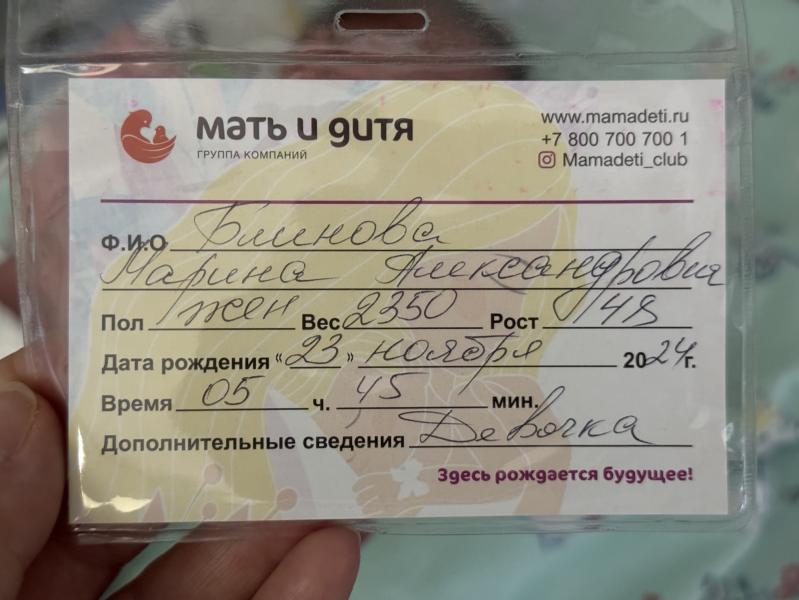 мать и дитя
ГРУППА КОМПАНИЙ
www.mamadeti.ru
+7 800 700 700 1
Mamadeti_club
Ф.И.О Блинова
Марина Александровна
Пол жен Вес 2350 Рост 48
Дата рождения « 23 » ноября 2024г.
Время 05 ч. 45 мин.
Дополнительные сведения Девочка
Здесь рождается будущее!